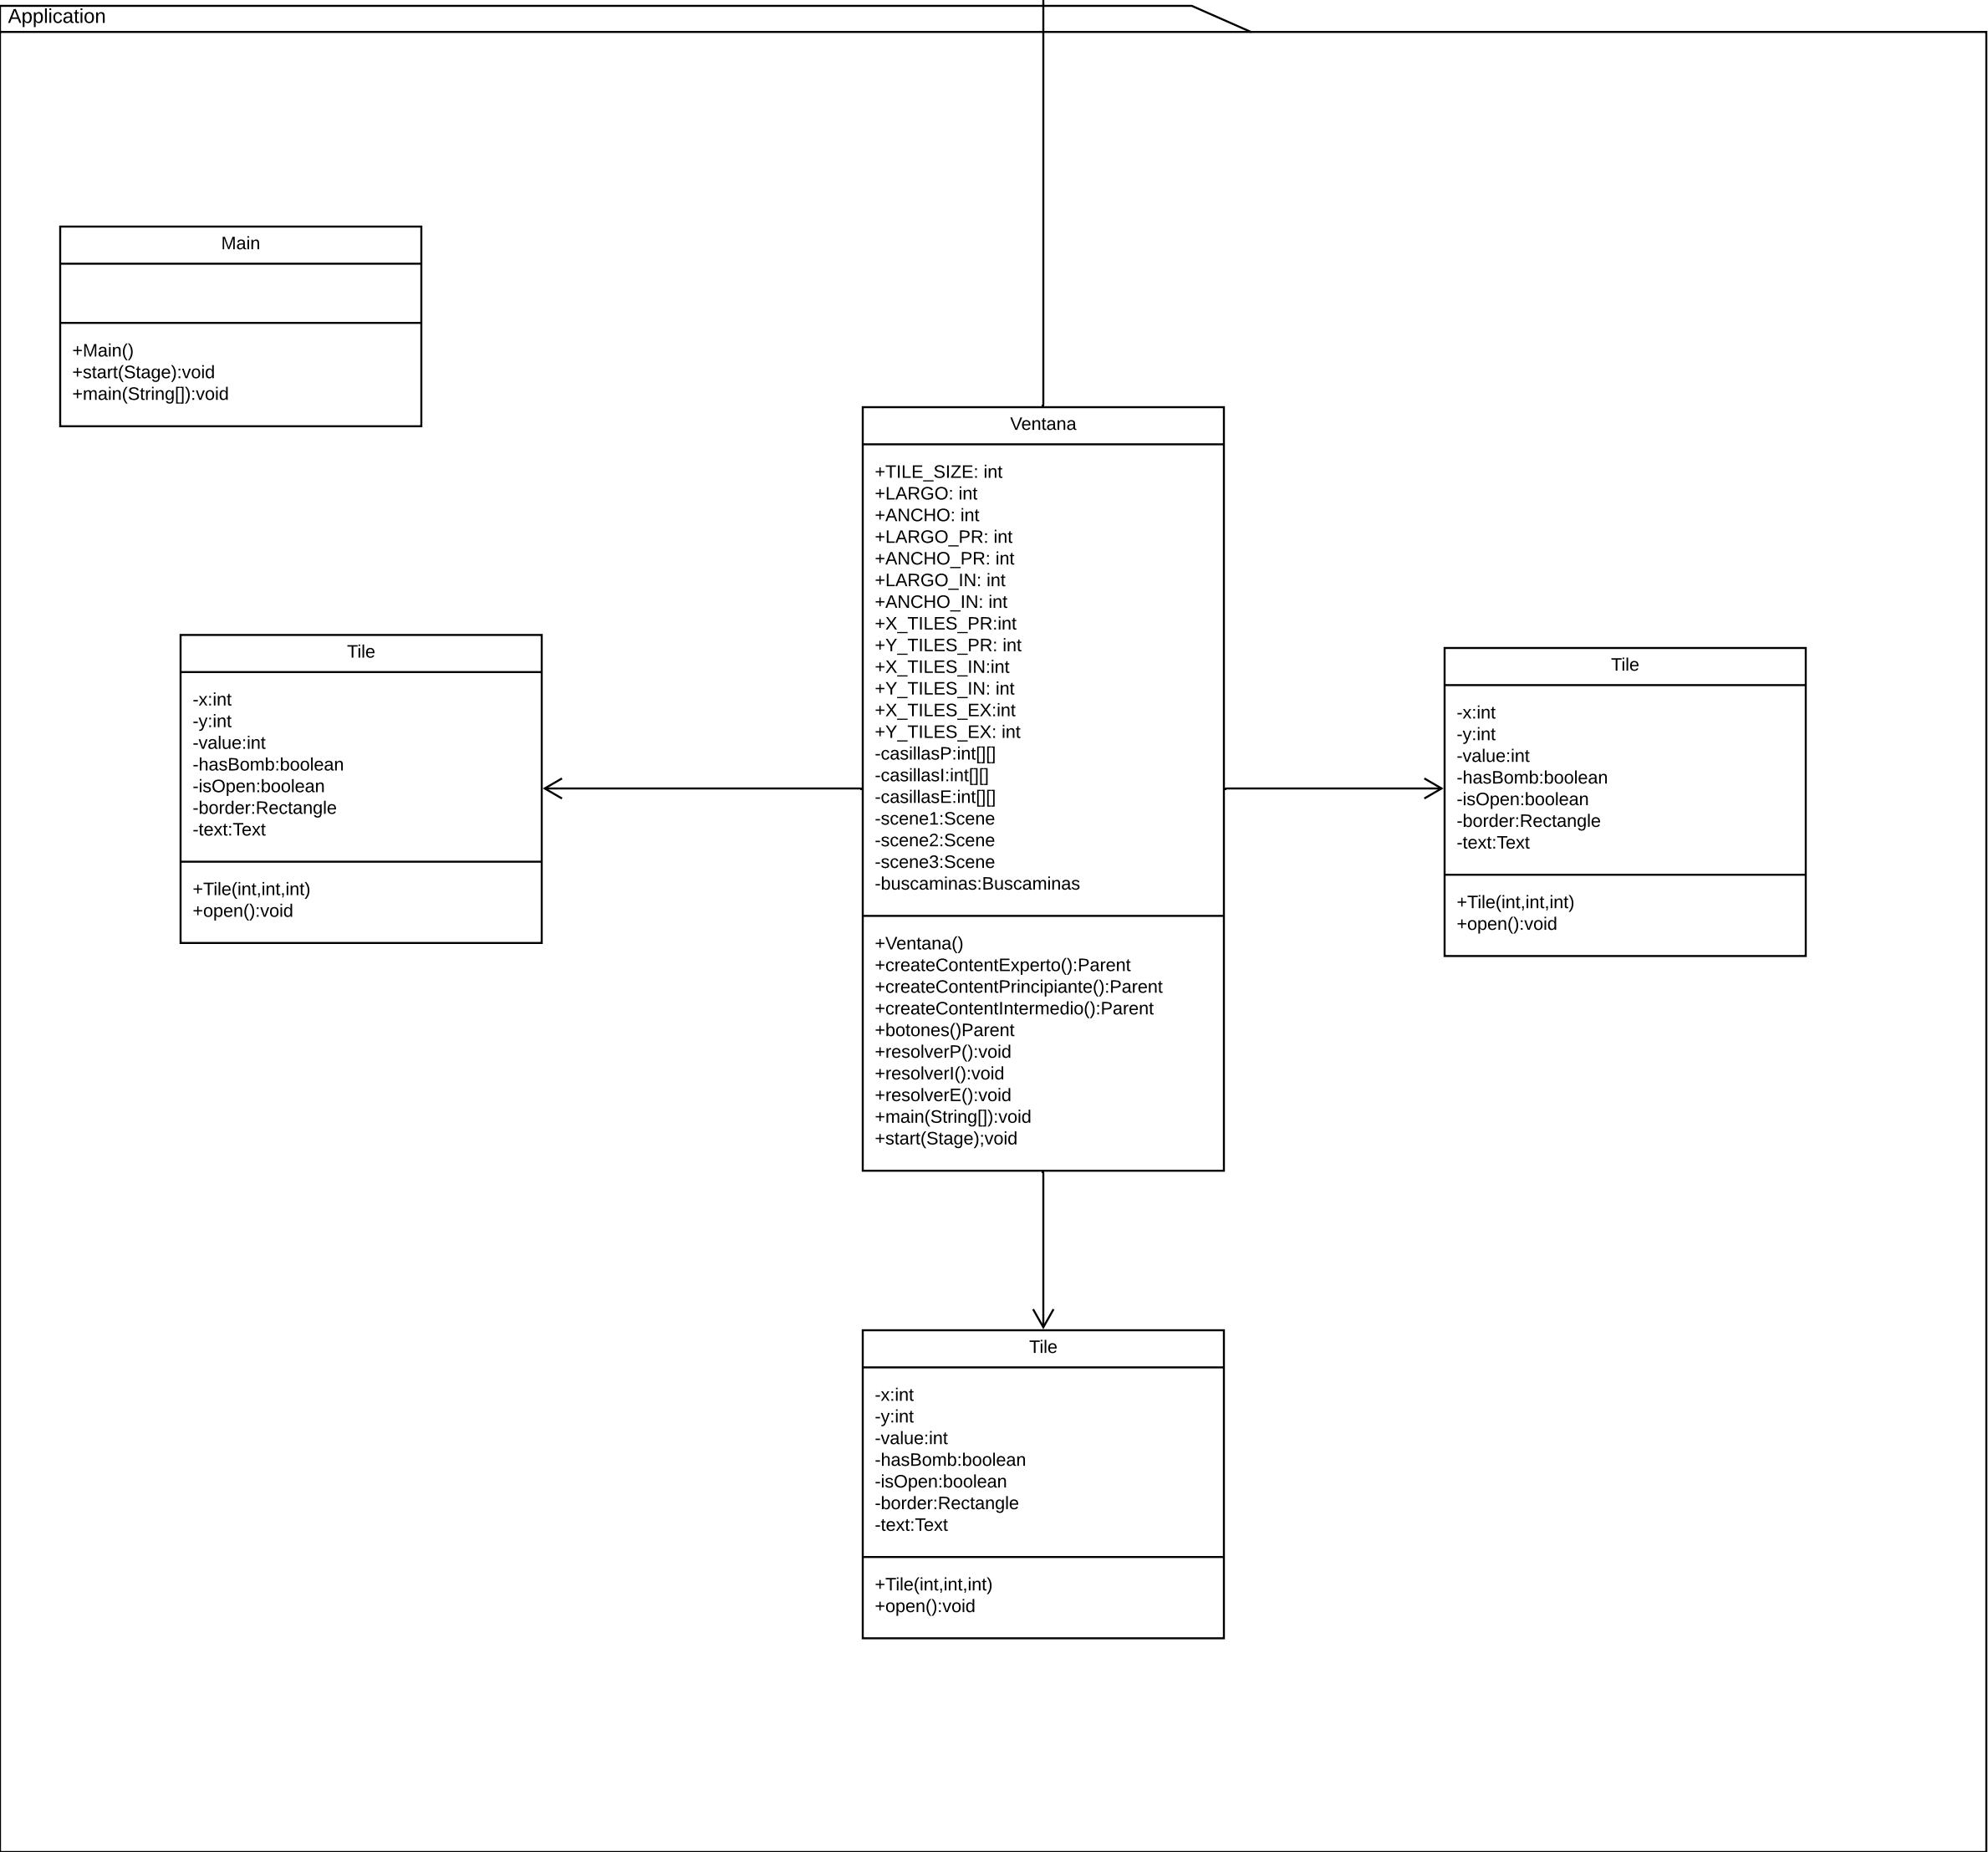 Application
Main
+Main()
+start(Stage):void
+main(String[]):void
Ventana
+TILE_SIZE: int
+LARGO: int
+ANCHO: int
+LARGO_PR: int
+ANCHO_PR: int
+LARGO_IN: int
+ANCHO_IN: int
+X_TILES_PR:int
+Y_TILES_PR: int
+X_TILES_IN:int
+Y_TILES_IN: int
+X_TILES_EX:int
+Y_TILES_EX: int
-casillasP:int[][]
-casillasI:int[][]
-casillasE:int[][]
-scene1:Scene
-scene2:Scene
-scene3:Scene
-buscaminas:Buscaminas
+Ventana()
+createContentExperto():Parent
+createContentPrincipiante():Parent
+createContentIntermedio():Parent
+botones()Parent
+resolverP():void
+resolverI():void
+resolverE():void
+main(String[]):void
+start(Stage);void
Tile
-x:int
-y:int
-value:int
-hasBomb:boolean
-isOpen:boolean
-border:Rectangle
-text:Text
+Tile(int,int,int)
+open():void
Tile
-x:int
-y:int
-value:int
-hasBomb:boolean
-isOpen:boolean
-border:Rectangle
-text:Text
+Tile(int,int,int)
+open():void
Tile
-x:int
-y:int
-value:int
-hasBomb:boolean
-isOpen:boolean
-border:Rectangle
-text:Text
+Tile(int,int,int)
+open():void